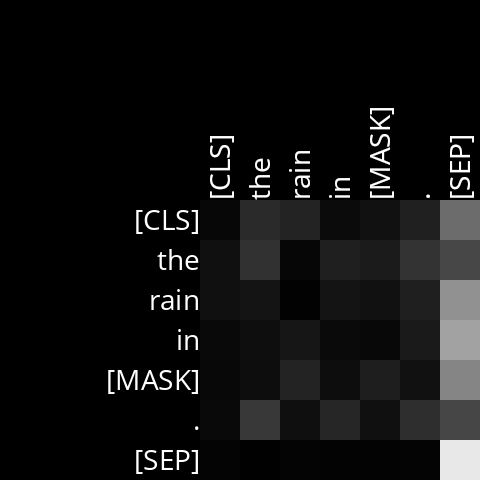 [CLS] the rain in [MASK] . [SEP]
[CLS]
the
rain
in
[MASK]
.
[SEP]